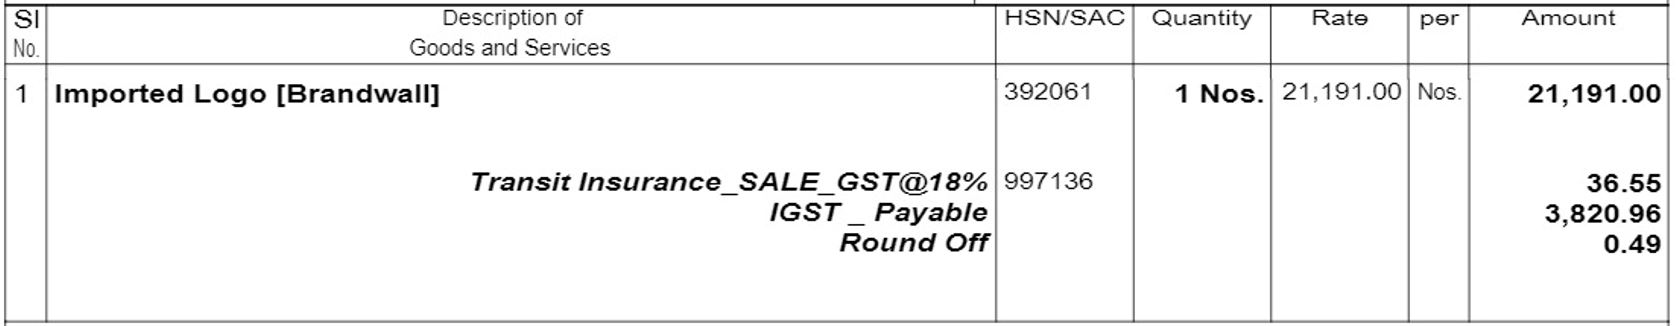 Sl No. Description of Goods and Services HSN/SAC Quantity Rate per Amount
1 Imported Logo [Brandwall] 392061 1 Nos. 21,191.00 Nos. 21,191.00
Transit Insurance_SALE_GST@18% 997136 36.55
IGST _ Payable 3,820.96
Round Off 0.49